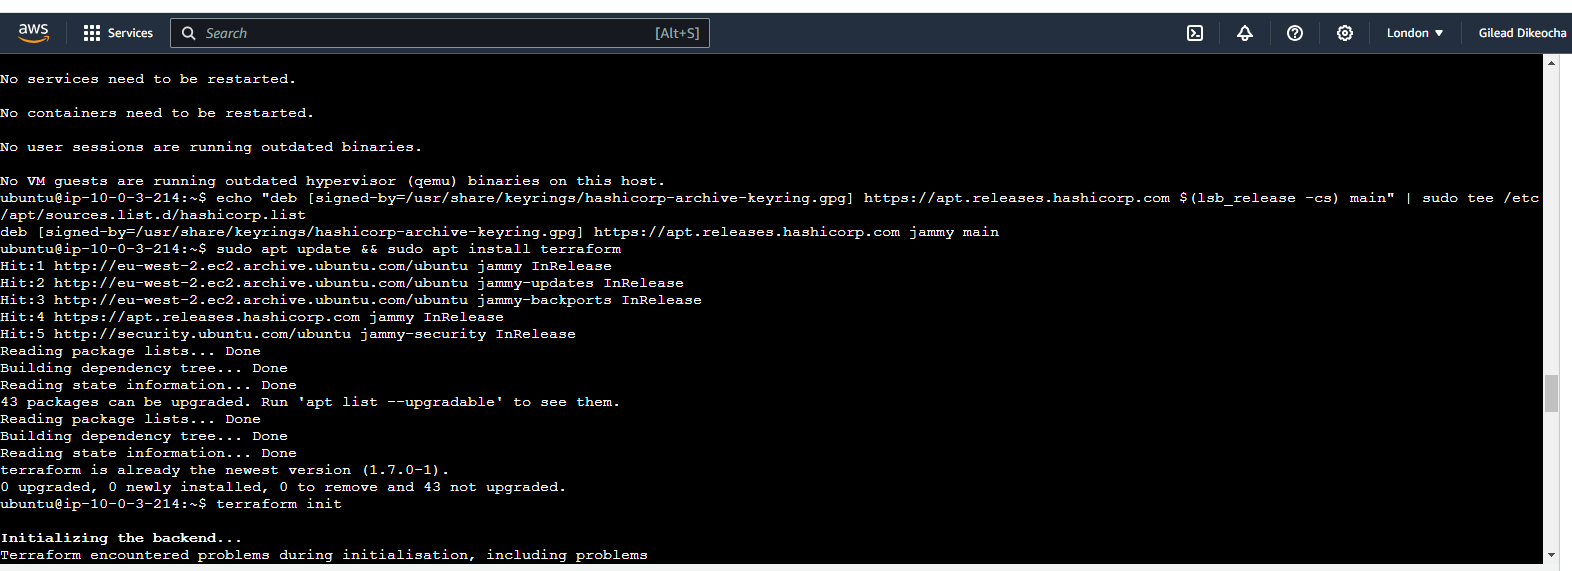 aws
Services
Search
[Alt+S]
London
Gilead Dikeocha
No services need to be restarted.
No containers need to be restarted.
No user sessions are running outdated binaries.
No VM guests are running outdated hypervisor (qemu) binaries on this host.
ubuntu@ip-10-0-3-214:~$ echo "deb [signed-by=/usr/share/keyrings/hashicorp-archive-keyring.gpg] https://apt.releases.hashicorp.com $(lsb_release -cs) main" | sudo tee /etc
/apt/sources.list.d/hashicorp.list
deb [signed-by=/usr/share/keyrings/hashicorp-archive-keyring.gpg] https://apt.releases.hashicorp.com jammy main
ubuntu@ip-10-0-3-214:~$ sudo apt update && sudo apt install terraform
Hit:1 http://eu-west-2.ec2.archive.ubuntu.com/ubuntu jammy InRelease
Hit:2 http://eu-west-2.ec2.archive.ubuntu.com/ubuntu jammy-updates InRelease
Hit:3 http://eu-west-2.ec2.archive.ubuntu.com/ubuntu jammy-backports InRelease
Hit:4 https://apt.releases.hashicorp.com jammy InRelease
Hit:5 http://security.ubuntu.com/ubuntu jammy-security InRelease
Reading package lists... Done
Building dependency tree... Done
Reading state information... Done
43 packages can be upgraded. Run 'apt list --upgradable' to see them.
Reading package lists... Done
Building dependency tree... Done
Reading state information... Done
terraform is already the newest version (1.7.0-1).
0 upgraded, 0 newly installed, 0 to remove and 43 not upgraded.
ubuntu@ip-10-0-3-214:~$ terraform init
Initializing the backend...
Terraform encountered problems during initialisation, including problems